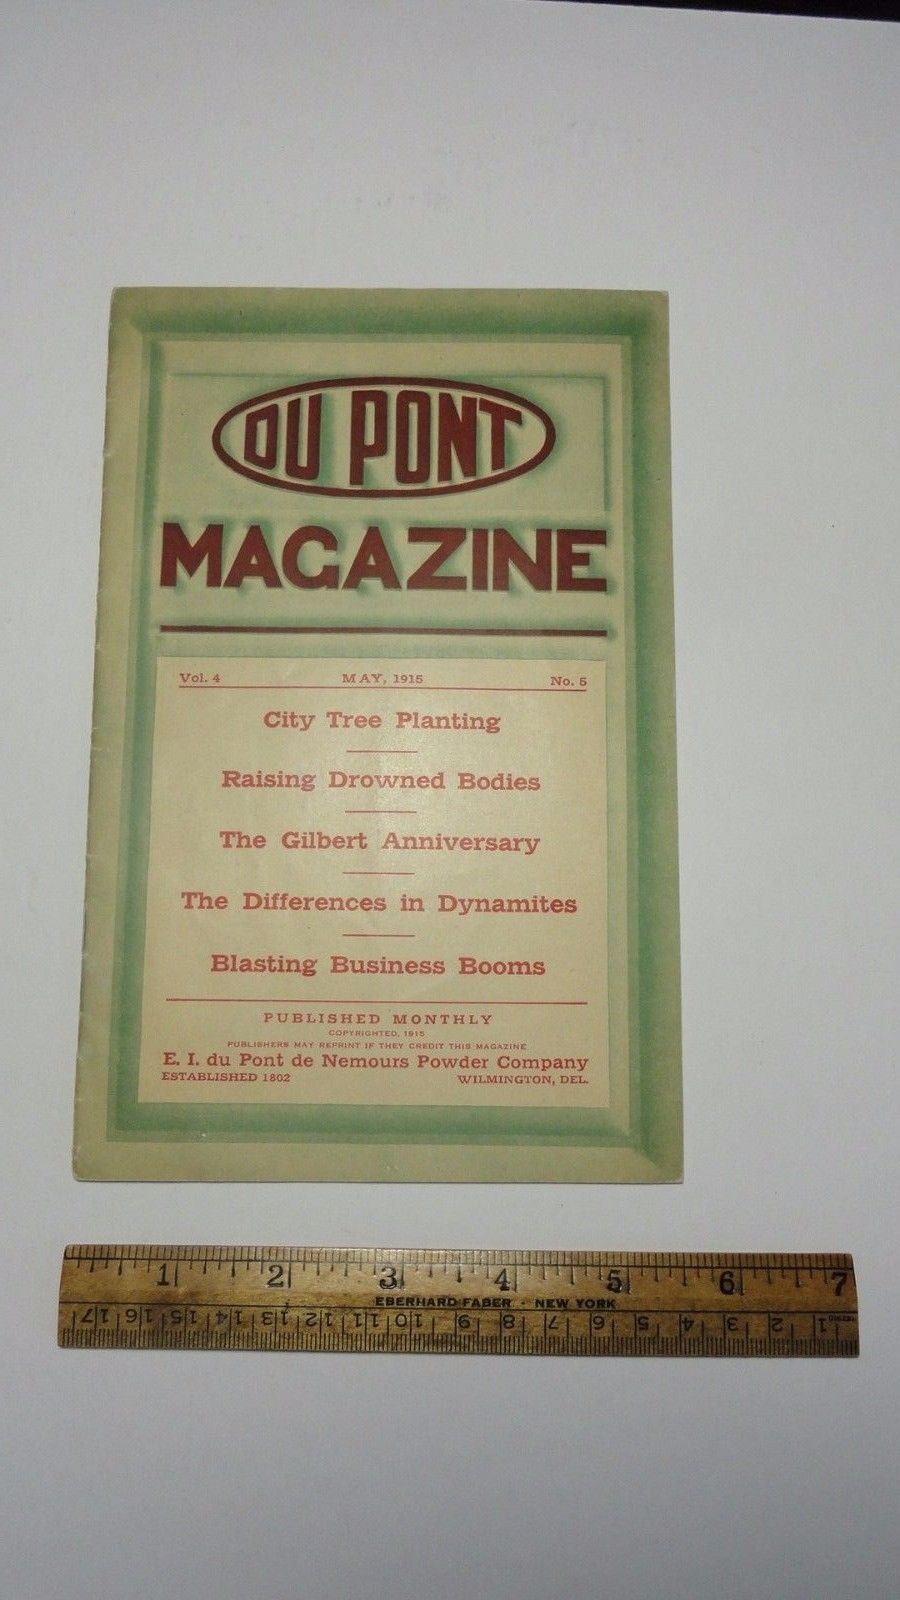 DU PONT
MAGAZINE
Vol. 4 MAY, 1915 No. 5
City Tree Planting
Raising Drowned Bodies
The Gilbert Anniversary
The Differences in Dynamites
Blasting Business Booms
PUBLISHED MONTHLY
COPYRIGHTED, 1915
PUBLISHERS MAY REPRINT IF THEY CREDIT THIS MAGAZINE
E. I. du Pont de Nemours Powder Company
ESTABLISHED 1802 WILMINGTON, DEL.
1 2 3 4 5 6 7
EBERHARD FABER · NEW YORK
17 16 15 14 13 12 11 10 9 8 7 6 5 4 3 2 1